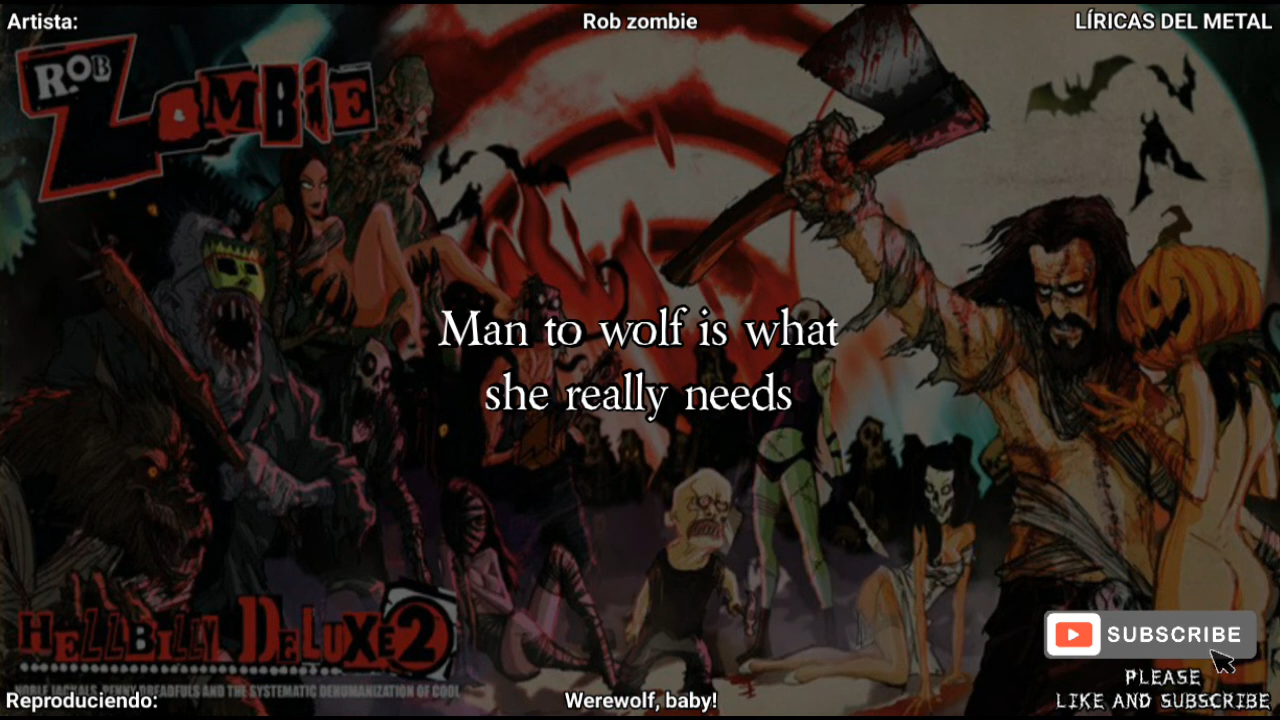 Artista:
Rob zombie
LÍRICAS DEL METAL
ROB
ZOMBIE
Man to wolf is what
she really needs
HELLBILLY DELUXE 2
NOBLE JACKALS, PENNY DREADFULS AND THE SYSTEMATIC DEHUMANIZATION OF COOL
SUBSCRIBE
PLEASE
LIKE AND SUBSCRIBE
Reproduciendo:
Werewolf, baby!